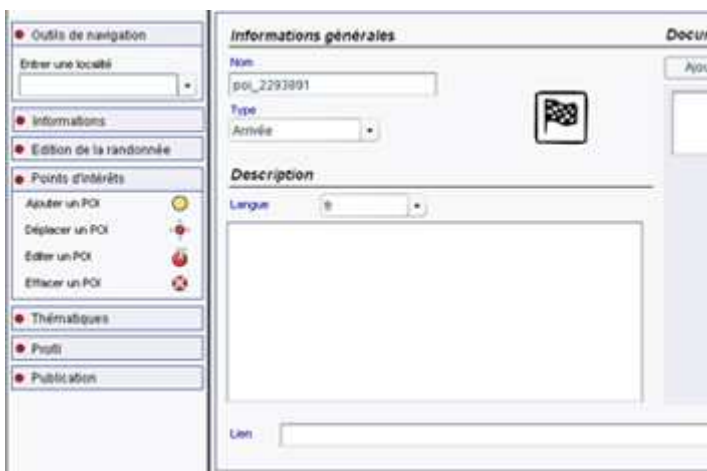 Outils de navigation
Entrer une localité
Informations
Edition de la randonnée
Points d'intérêts
Ajouter un POI
Déplacer un POI
Editer un POI
Effacer un POI
Thématiques
Profil
Publication
Informations générales
Nom
poi_2293891
Type
Arrivée
Description
Langue
fr
Lien
Docum
Ajou